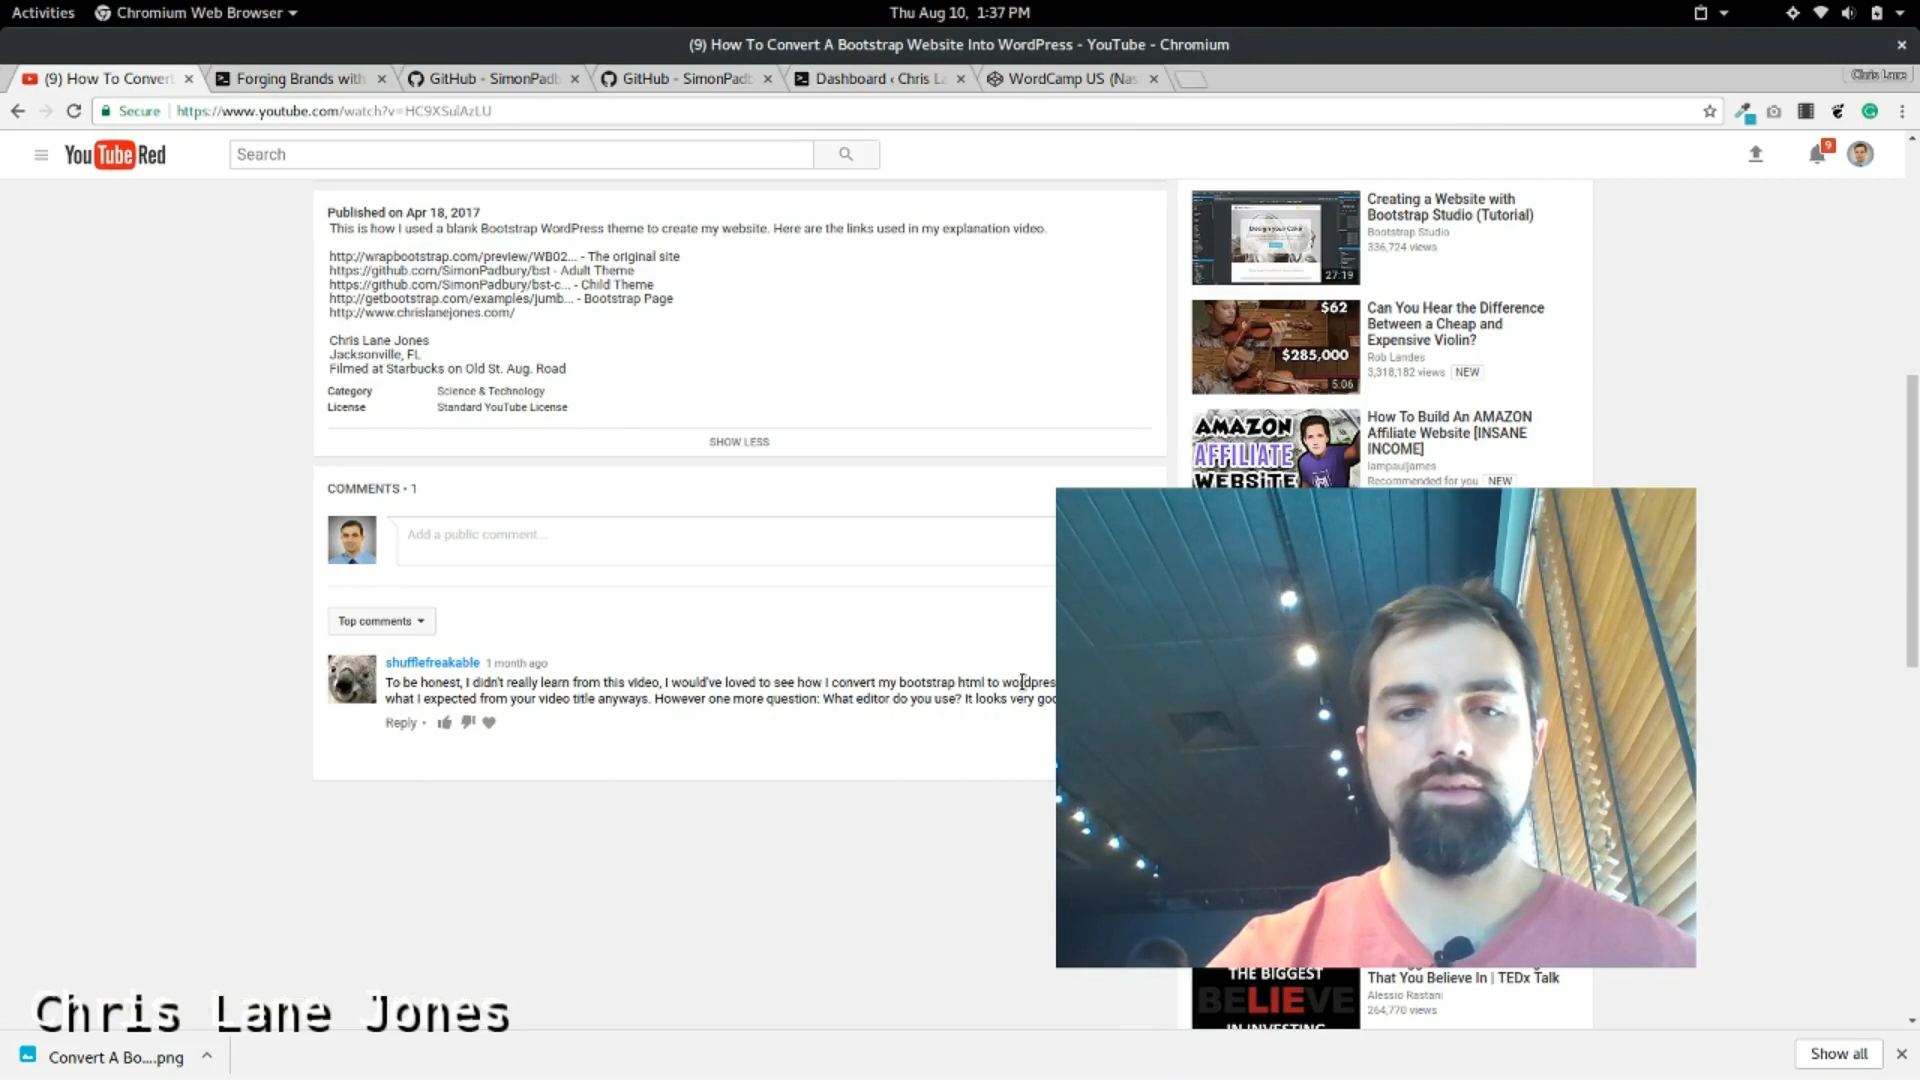 Activities Chromium Web Browser Thu Aug 10, 1:37 PM
(9) How To Convert A Bootstrap Website Into WordPress - YouTube - Chromium
(9) How To Conver Forging Brands with GitHub - SimonPadb GitHub - SimonPadb Dashboard ‹ Chris La WordCamp US (Nas Chris Lane
Secure https://www.youtube.com/watch?v=HC9XSulAzLU
YouTube Red Search 9
Published on Apr 18, 2017
This is how I used a blank Bootstrap WordPress theme to create my website. Here are the links used in my explanation video.
http://wrapbootstrap.com/preview/WB02... - The original site
https://github.com/SimonPadbury/bst - Adult Theme
https://github.com/SimonPadbury/bst-c... - Child Theme
http://getbootstrap.com/examples/jumb... - Bootstrap Page
http://www.chrislanejones.com/
Chris Lane Jones
Jacksonville, FL
Filmed at Starbucks on Old St. Aug. Road
Category Science & Technology
License Standard YouTube License
SHOW LESS
COMMENTS • 1
Add a public comment...
Top comments
shufflefreakable 1 month ago
To be honest, I didn't really learn from this video, I would've loved to see how I convert my bootstrap html to wordpres
what I expected from your video title anyways. However one more question: What editor do you use? It looks very goo
Reply •
27:19
Creating a Website with
Bootstrap Studio (Tutorial)
Bootstrap Studio
336,724 views
$62
$285,000
5:06
Can You Hear the Difference
Between a Cheap and
Expensive Violin?
Rob Landes
3,318,182 views NEW
AMAZON
AFFILIATE
WEBSITE
How To Build An AMAZON
Affiliate Website [INSANE
INCOME]
iampauljames
Recommended for you NEW
THE BIGGEST
BELIEVE
IN INVESTING
That You Believe In | TEDx Talk
Alessio Rastani
264,770 views
Chris Lane Jones
Convert A Bo....png
Show all